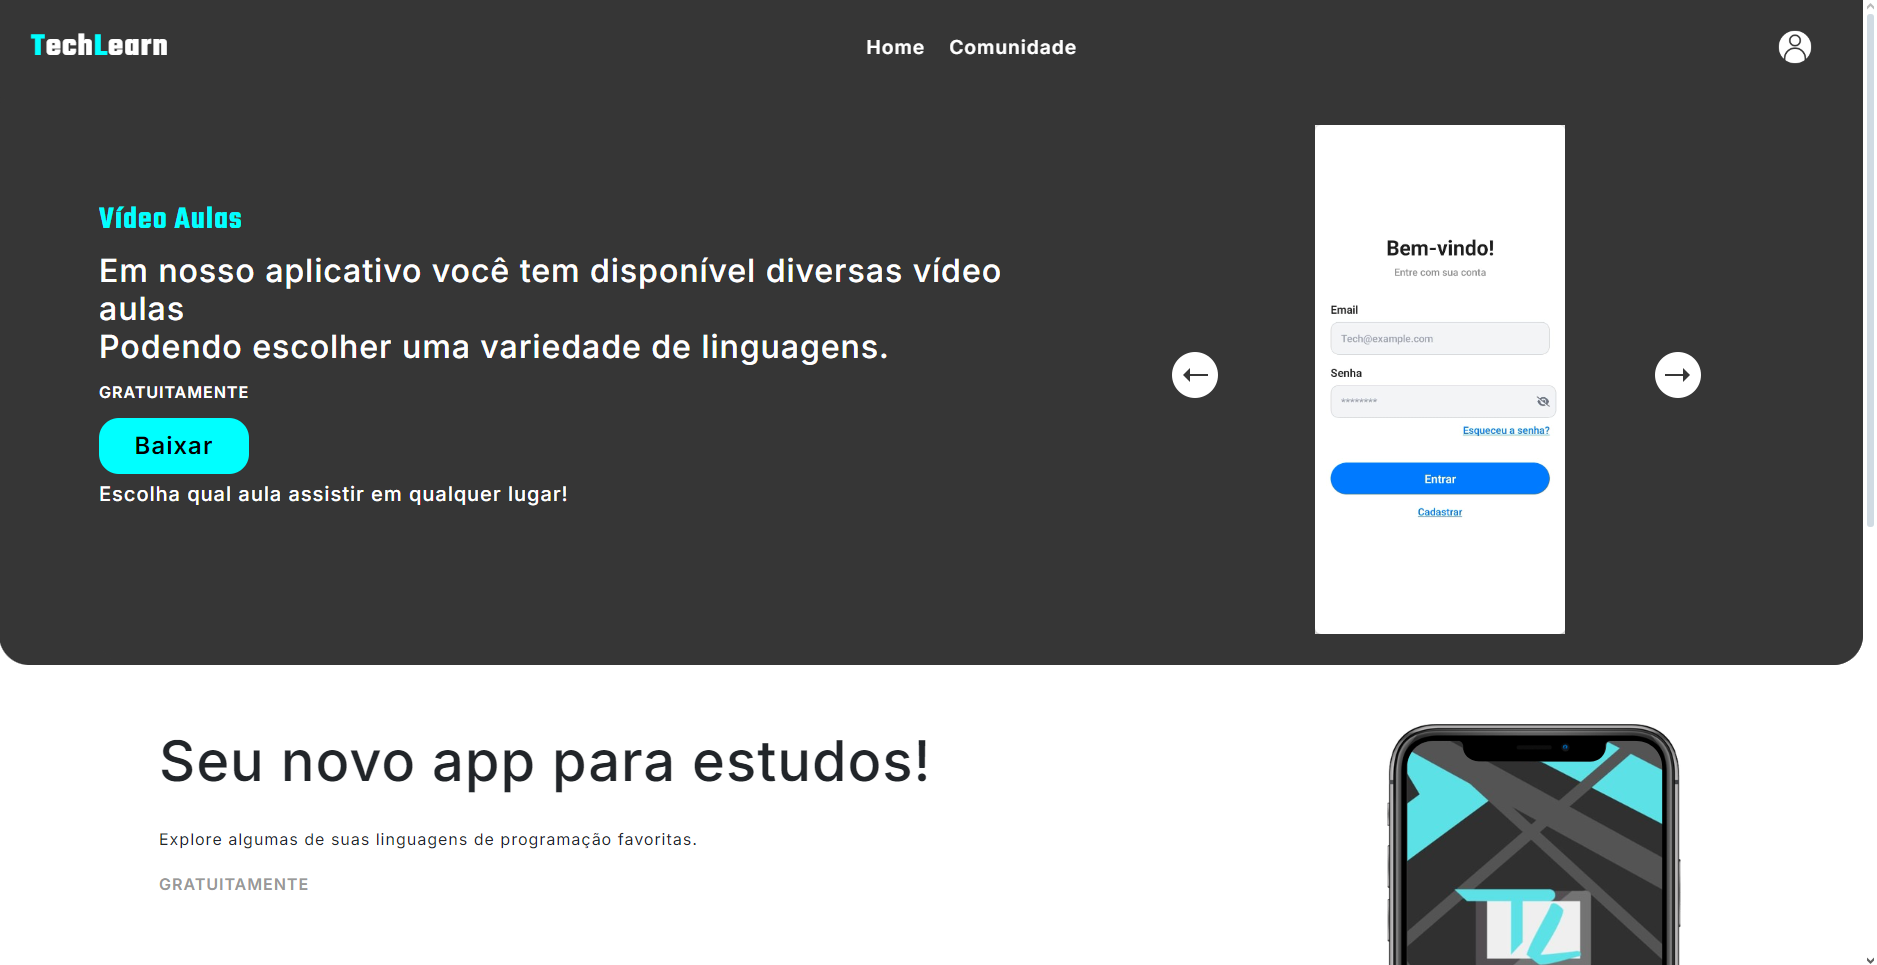 TechLearn
Home Comunidade
Vídeo Aulas
Em nosso aplicativo você tem disponível diversas vídeo
aulas
Podendo escolher uma variedade de linguagens.
GRATUITAMENTE
Baixar
Escolha qual aula assistir em qualquer lugar!
Bem-vindo!
Entre com sua conta
Email
Tech@example.com
Senha
********
Esqueceu a senha?
Entrar
Cadastrar
Seu novo app para estudos!
Explore algumas de suas linguagens de programação favoritas.
GRATUITAMENTE
TL